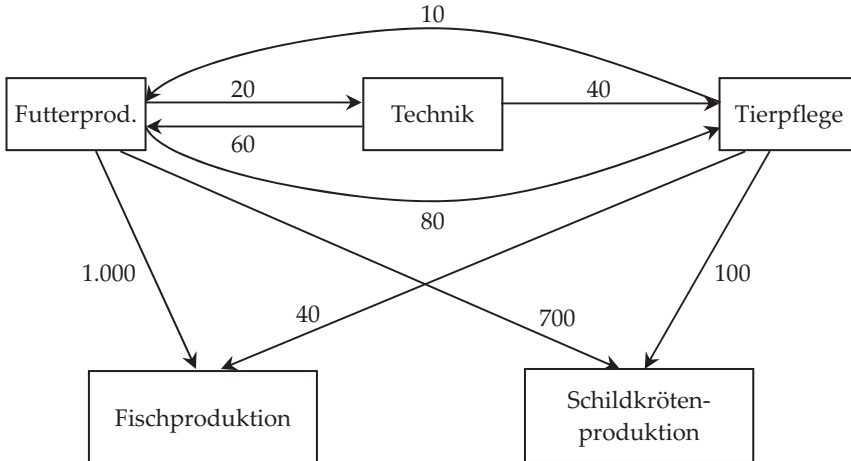 10
20
40
Futterprod.
Technik
Tierpflege
60
80
1.000
100
40
700
Fischproduktion
Schildkröten-
produktion